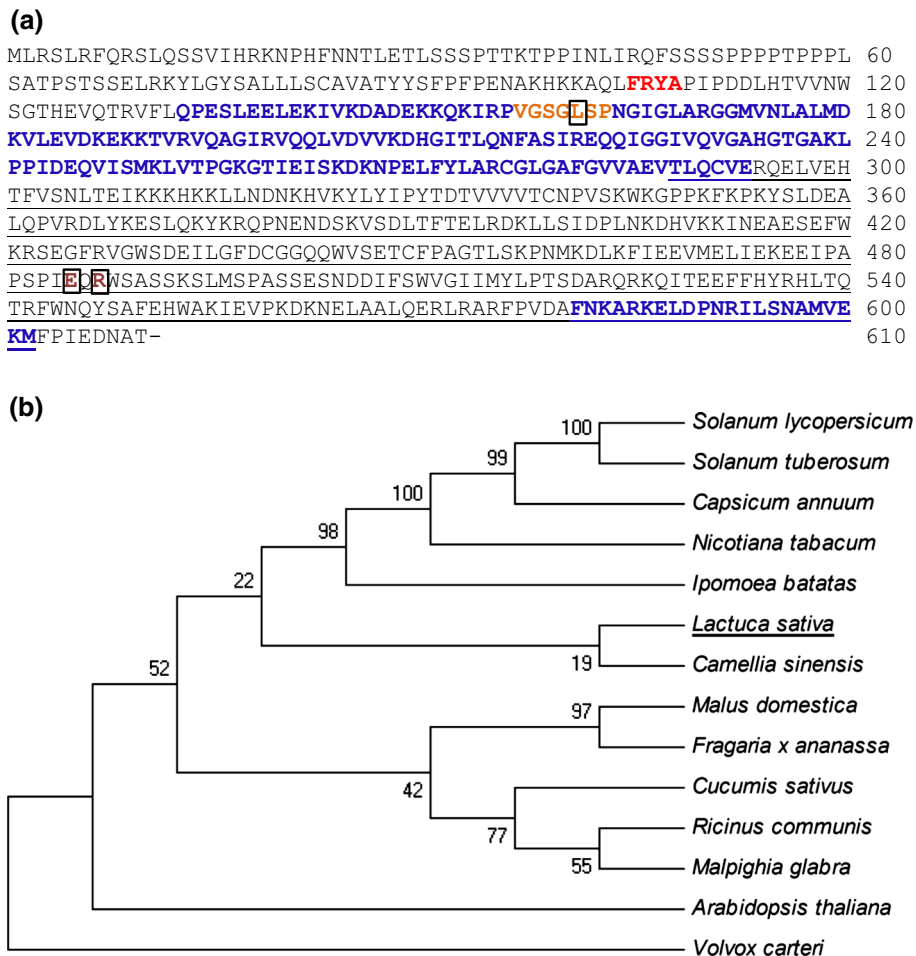 (a)
MLRSLRFQRSLQSSVIHRKNPHFNNTLETLSSSPTTKTPPINLIRQFSSSSPPPPTPPPL 60
SATPSTSSELRKYLGYSALLLSCAVATYYSFPFPENAKHKKAQLFRYAPIPDDLHTVVNW 120
SGTHEVQTRVFLQPESLEELEKIVKDADEKKQKIRPVGSGLSPNGIGLARGGMVNLALMD 180
KVLEVDKEKKTVRVQAGIRVQQLVDVVKDHGITLQNFASIREQQIGGIVQVGAHGTGAKL 240
PPIDEQVISMKLVTPGKGTIEISKDKNPELFYLARCGLGAFGVVAEVTLQCVERQELVEH 300
TFVSNLTEIKKKHKKLLNDNKHVKYLYIPYTDTVVVVTCNPVSKWKGPPKFKPKYSLDEA 360
LQPVRDLYKESLQKYKRQPNENDSKVSDLTFTELRDKLLSIDPLNKDHVKKINEAESEFW 420
KRSEGFRVGWSDEILGFDCGGQQWVSETCFPAGTLSKPNMKDLKFIEEVMELIEKEEIPA 480
PSPIEQRWSASSKSLMSPASSESNDDIFSWVGIIMYLPTSDARQRKQITEEFFHYRHLTQ 540
TRFWNQYSAFEHWAKIEVPKDKNELAALQERLRARFPVDAFNKARKELDPNRILSNAMVE 600
KMFPIEDNAT- 610
(b)
Solanum lycopersicum
100
Solanum tuberosum
99
Capsicum annuum
100
Nicotiana tabacum
98
Ipomoea batatas
22
Lactuca sativa
19
Camellia sinensis
52
Malus domestica
97
Fragaria x ananassa
42
Cucumis sativus
77
Ricinus communis
55
Malpighia glabra
Arabidopsis thaliana
Volvox carteri